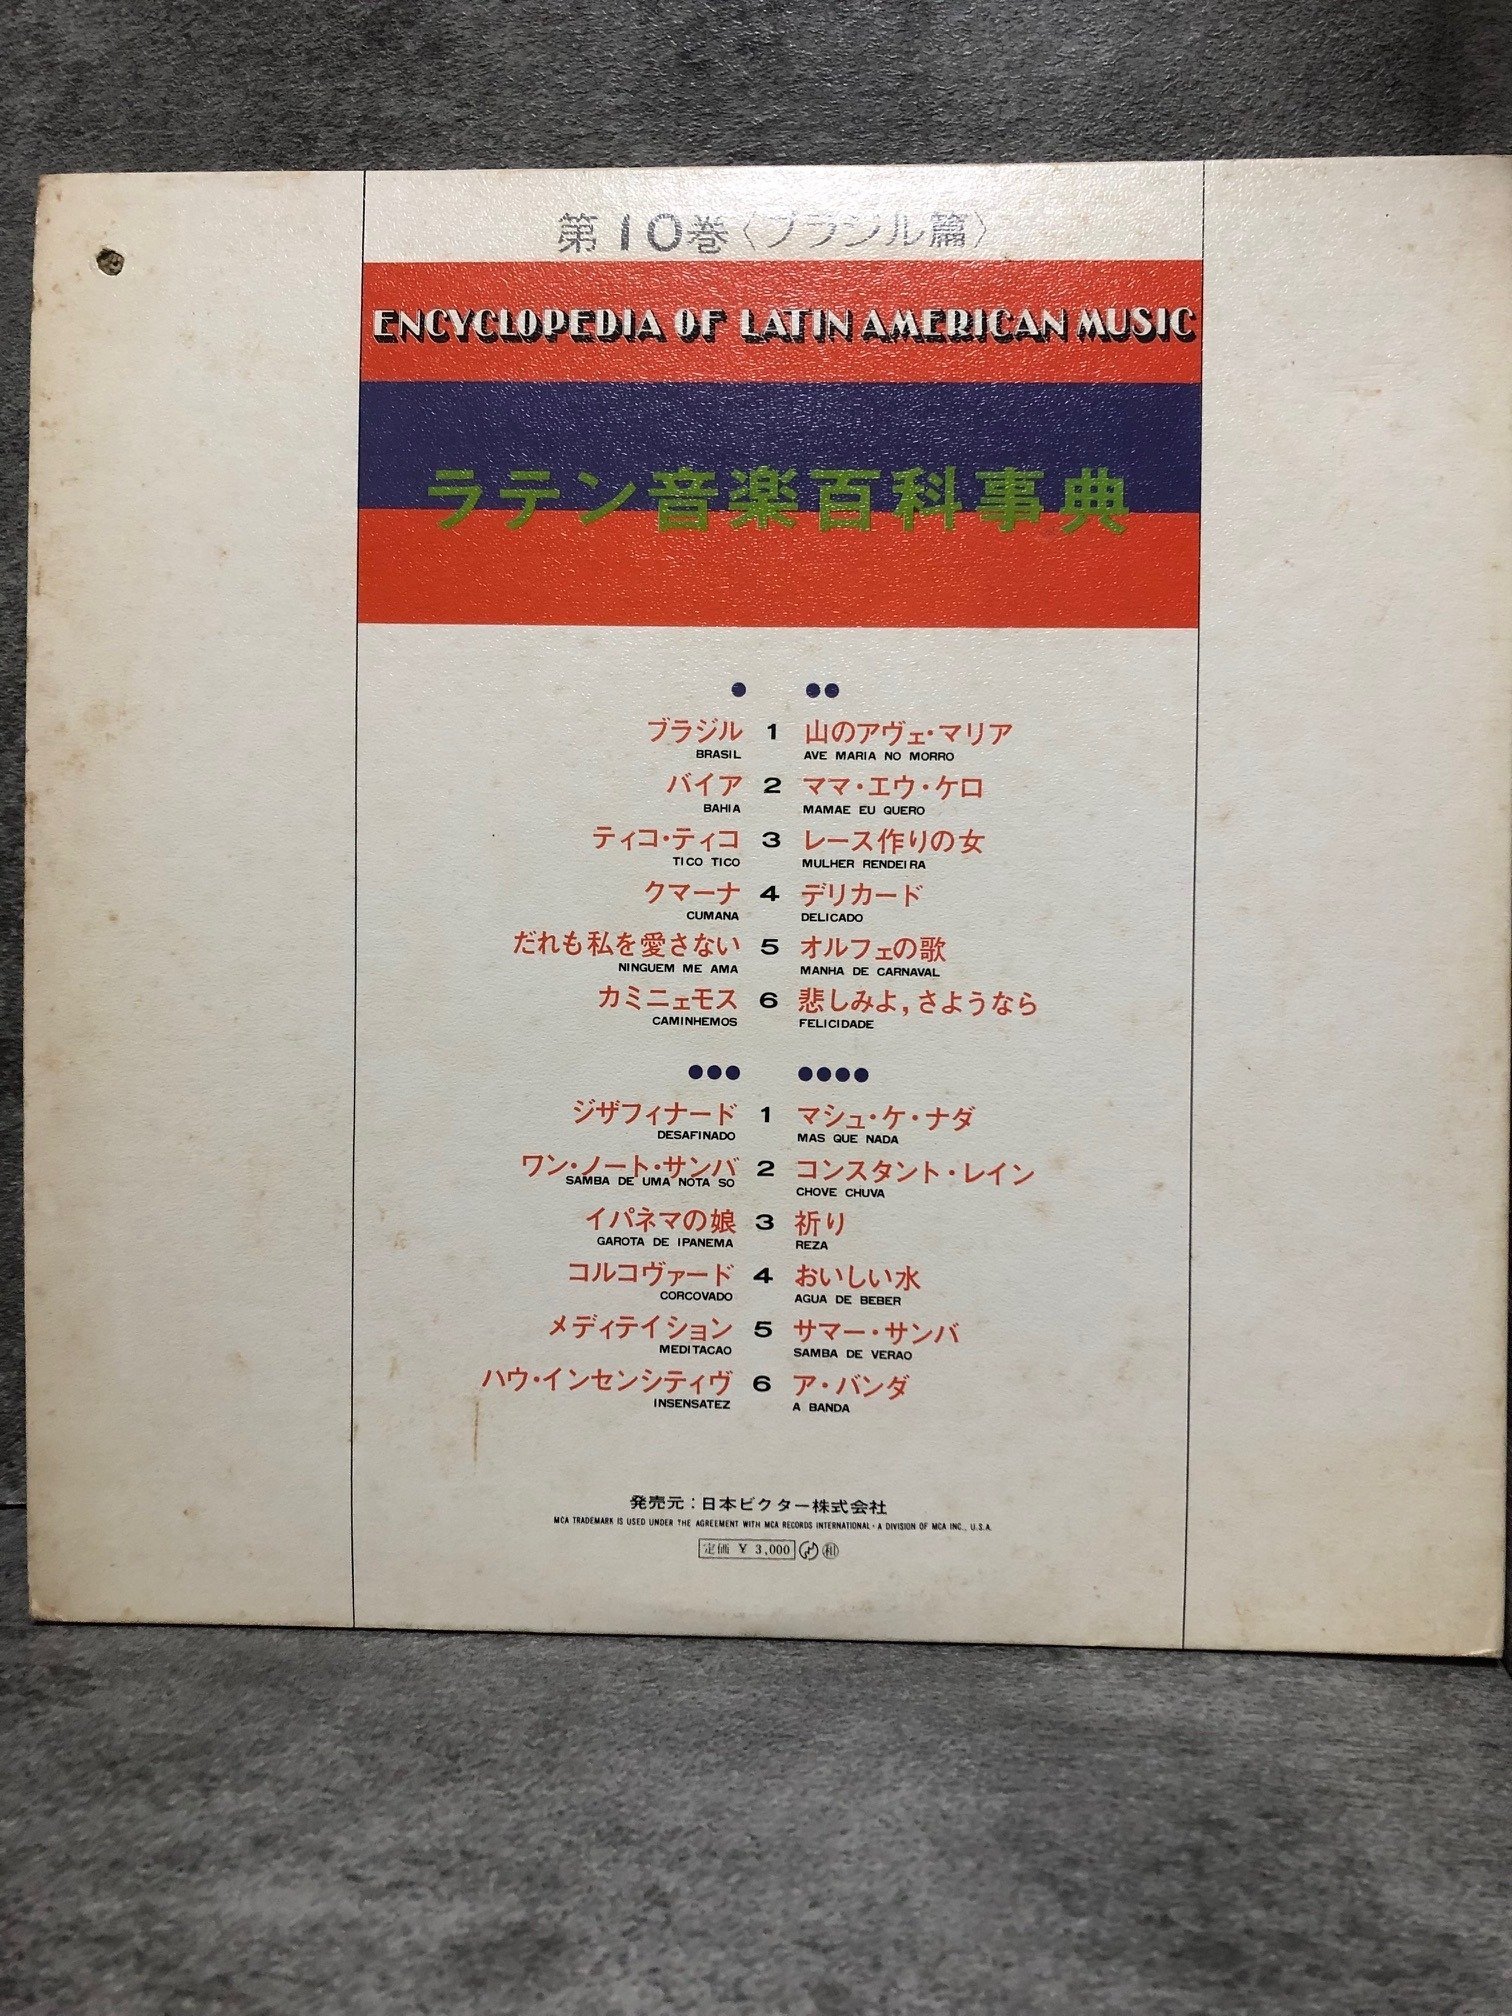 第10巻〈ブラジル篇〉
ENCYCLOPEDIA OF LATIN AMERICAN MUSIC
ラテン音楽百科事典
ブラジル 1
BRASIL
バイア 2
BAHIA
ティコ・ティコ 3
TICO TICO
クマーナ 4
CUMANA
だれも私を愛さない 5
NINGUEM ME AMA
カミニェモス 6
CAMINHEMOS
山のアヴェ・マリア
AVE MARIA NO MORRO
ママ・エウ・ケロ
MAMAE EU QUERO
レース作りの女
MULHER RENDEIRA
デリカード
DELICADO
オルフェの歌
MANHA DE CARNAVAL
悲しみよ,さようなら
FELICIDADE
ジザフィナード 1
DESAFINADO
ワン・ノート・サンバ 2
SAMBA DE UMA NOTA SO
イパネマの娘 3
GAROTA DE IPANEMA
コルコヴァード 4
CORCOVADO
メディテイション 5
MEDITACAO
ハウ・インセンシティヴ 6
INSENSATEZ
マシュ・ケ・ナダ
MAS QUE NADA
コンスタント・レイン
CHOVE CHUVA
祈り
REZA
おいしい水
AGUA DE BEBER
サマー・サンバ
SAMBA DE VERAO
ア・バンダ
A BANDA
発売元:日本ビクター株式会社
MCA TRADEMARK IS USED UNDER THE AGREEMENT WITH MCA RECORDS INTERNATIONAL・A DIVISION OF MCA INC., U.S.A.
定価 ¥ 3,000 和